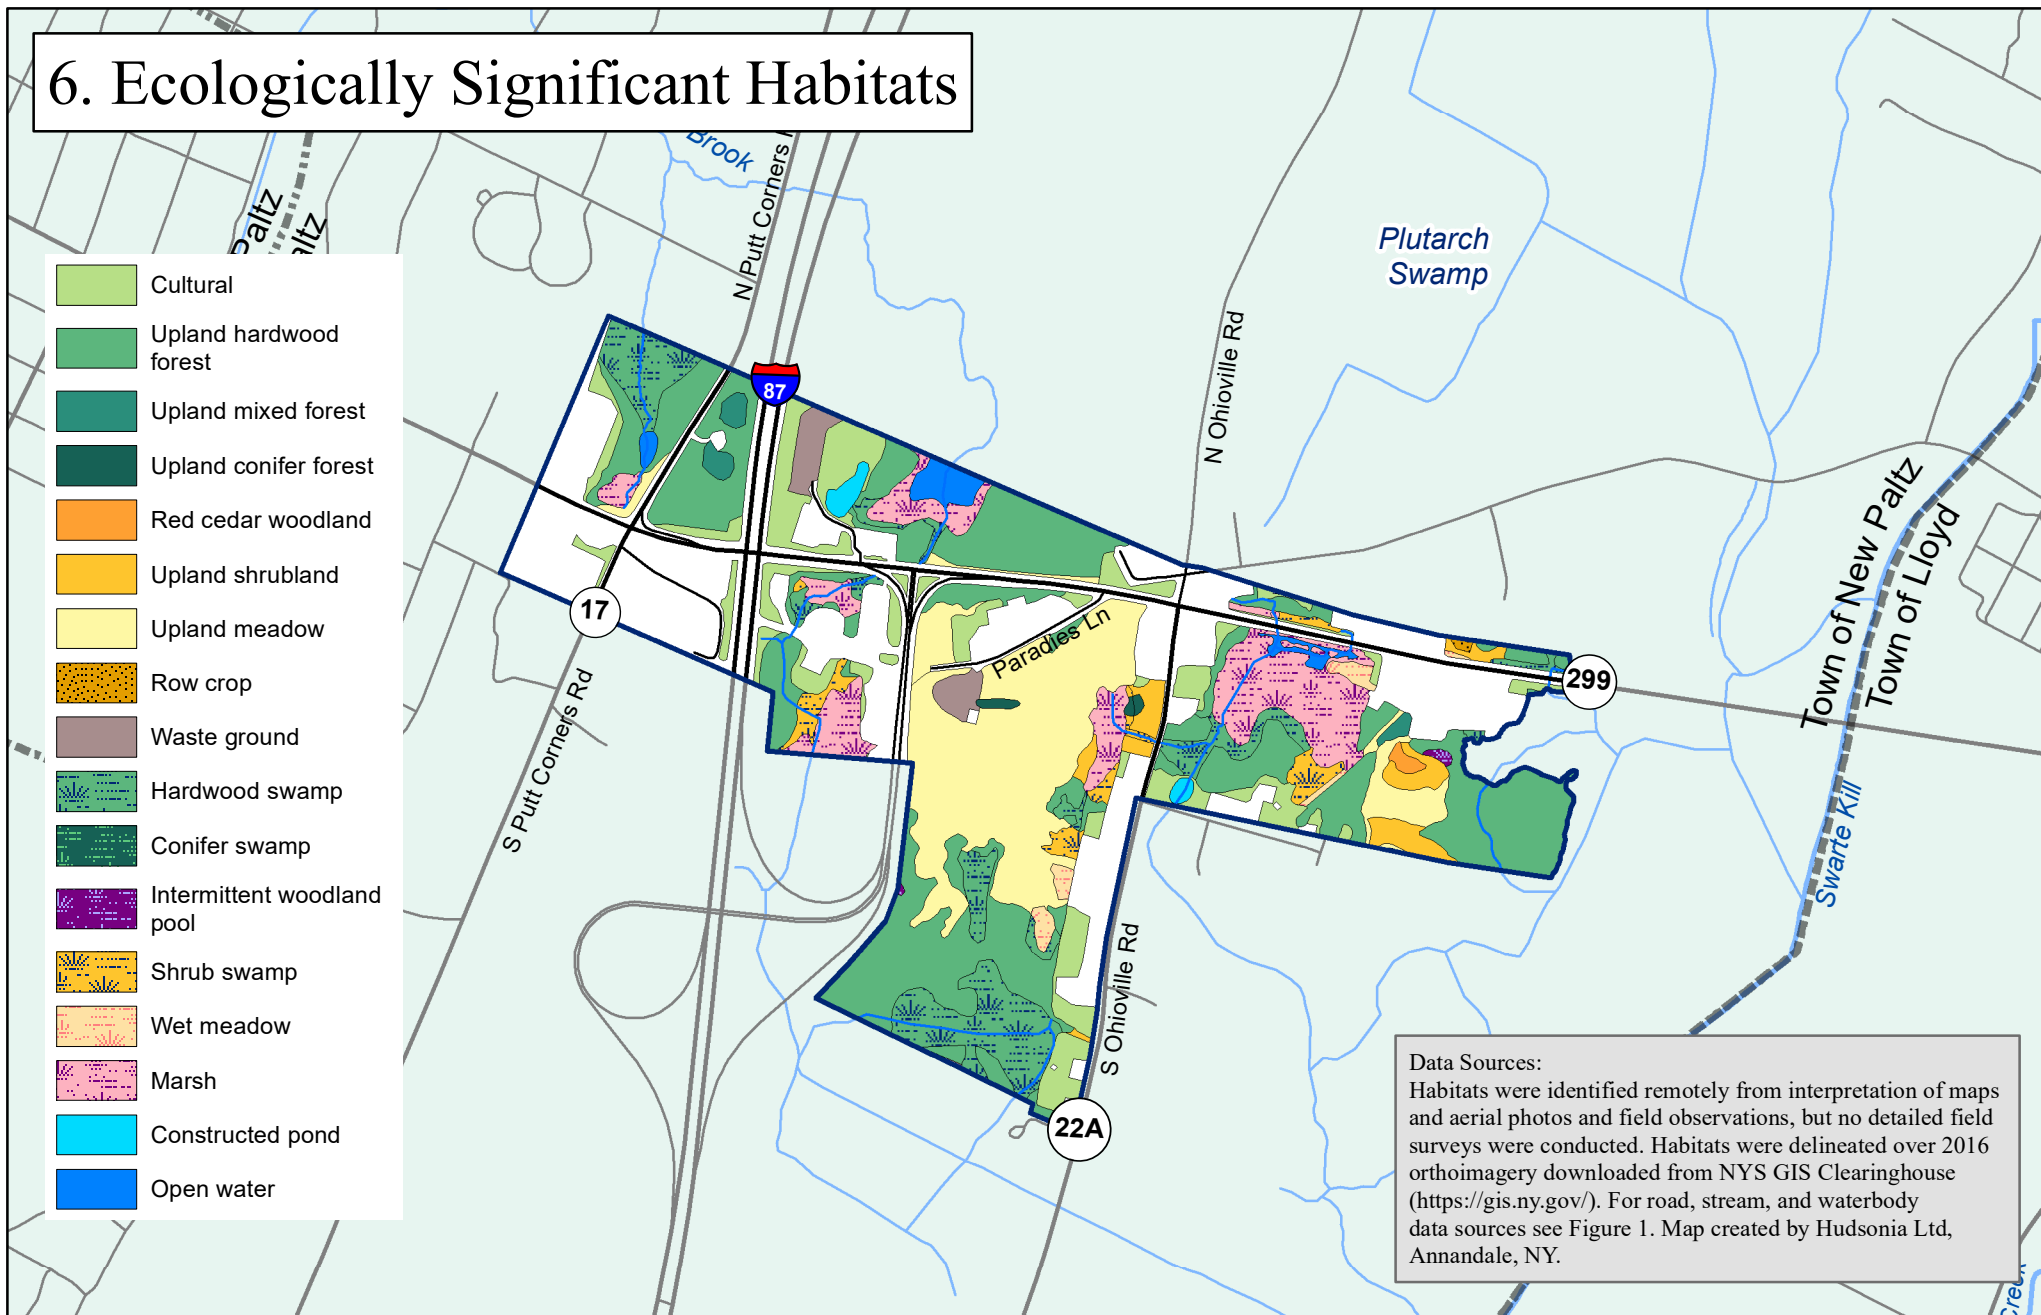 6. Ecologically Significant Habitats
Brook
N Putt Corners
Paltz
Plutarch
Swamp
Cultural
Upland hardwood
forest
Upland mixed forest
Upland conifer forest
Red cedar woodland
Upland shrubland
Upland meadow
Row crop
Waste ground
Hardwood swamp
Conifer swamp
Intermittent woodland
pool
Shrub swamp
Wet meadow
Marsh
Constructed pond
Open water
87
N Ohioville Rd
17
Paradies Ln
299
S Putt Corners Rd
S Ohioville Rd
22A
Town of New Paltz
Town of Lloyd
Swarte Kill
Data Sources:
Habitats were identified remotely from interpretation of maps
and aerial photos and field observations, but no detailed field
surveys were conducted. Habitats were delineated over 2016
orthoimagery downloaded from NYS GIS Clearinghouse
(https://gis.ny.gov/). For road, stream, and waterbody
data sources see Figure 1. Map created by Hudsonia Ltd,
Annandale, NY.